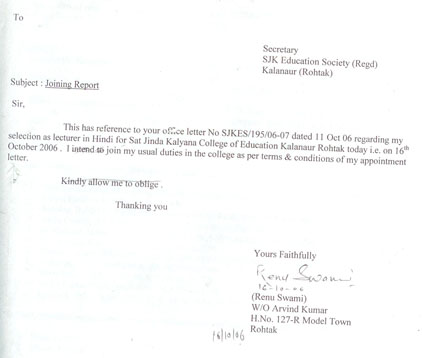 To
Secretary
SJK Education Society (Regd)
Kalanaur (Rohtak)
Subject : Joining Report
Sir,
This has reference to your office letter No SJKES/195/06-07 dated 11 Oct 06 regarding my
selection as lecturer in Hindi for Sat Jinda Kalyana College of Education Kalanaur Rohtak today i.e. on 16th
October 2006 . I intend to join my usual duties in the college as per terms & conditions of my appointment
letter.
Kindly allow me to oblige .
Thanking you
Yours Faithfully
Renu Swami
16-10-06
(Renu Swami)
W/O Arvind Kumar
H.No. 127-R Model Town
Rohtak
16/10/06